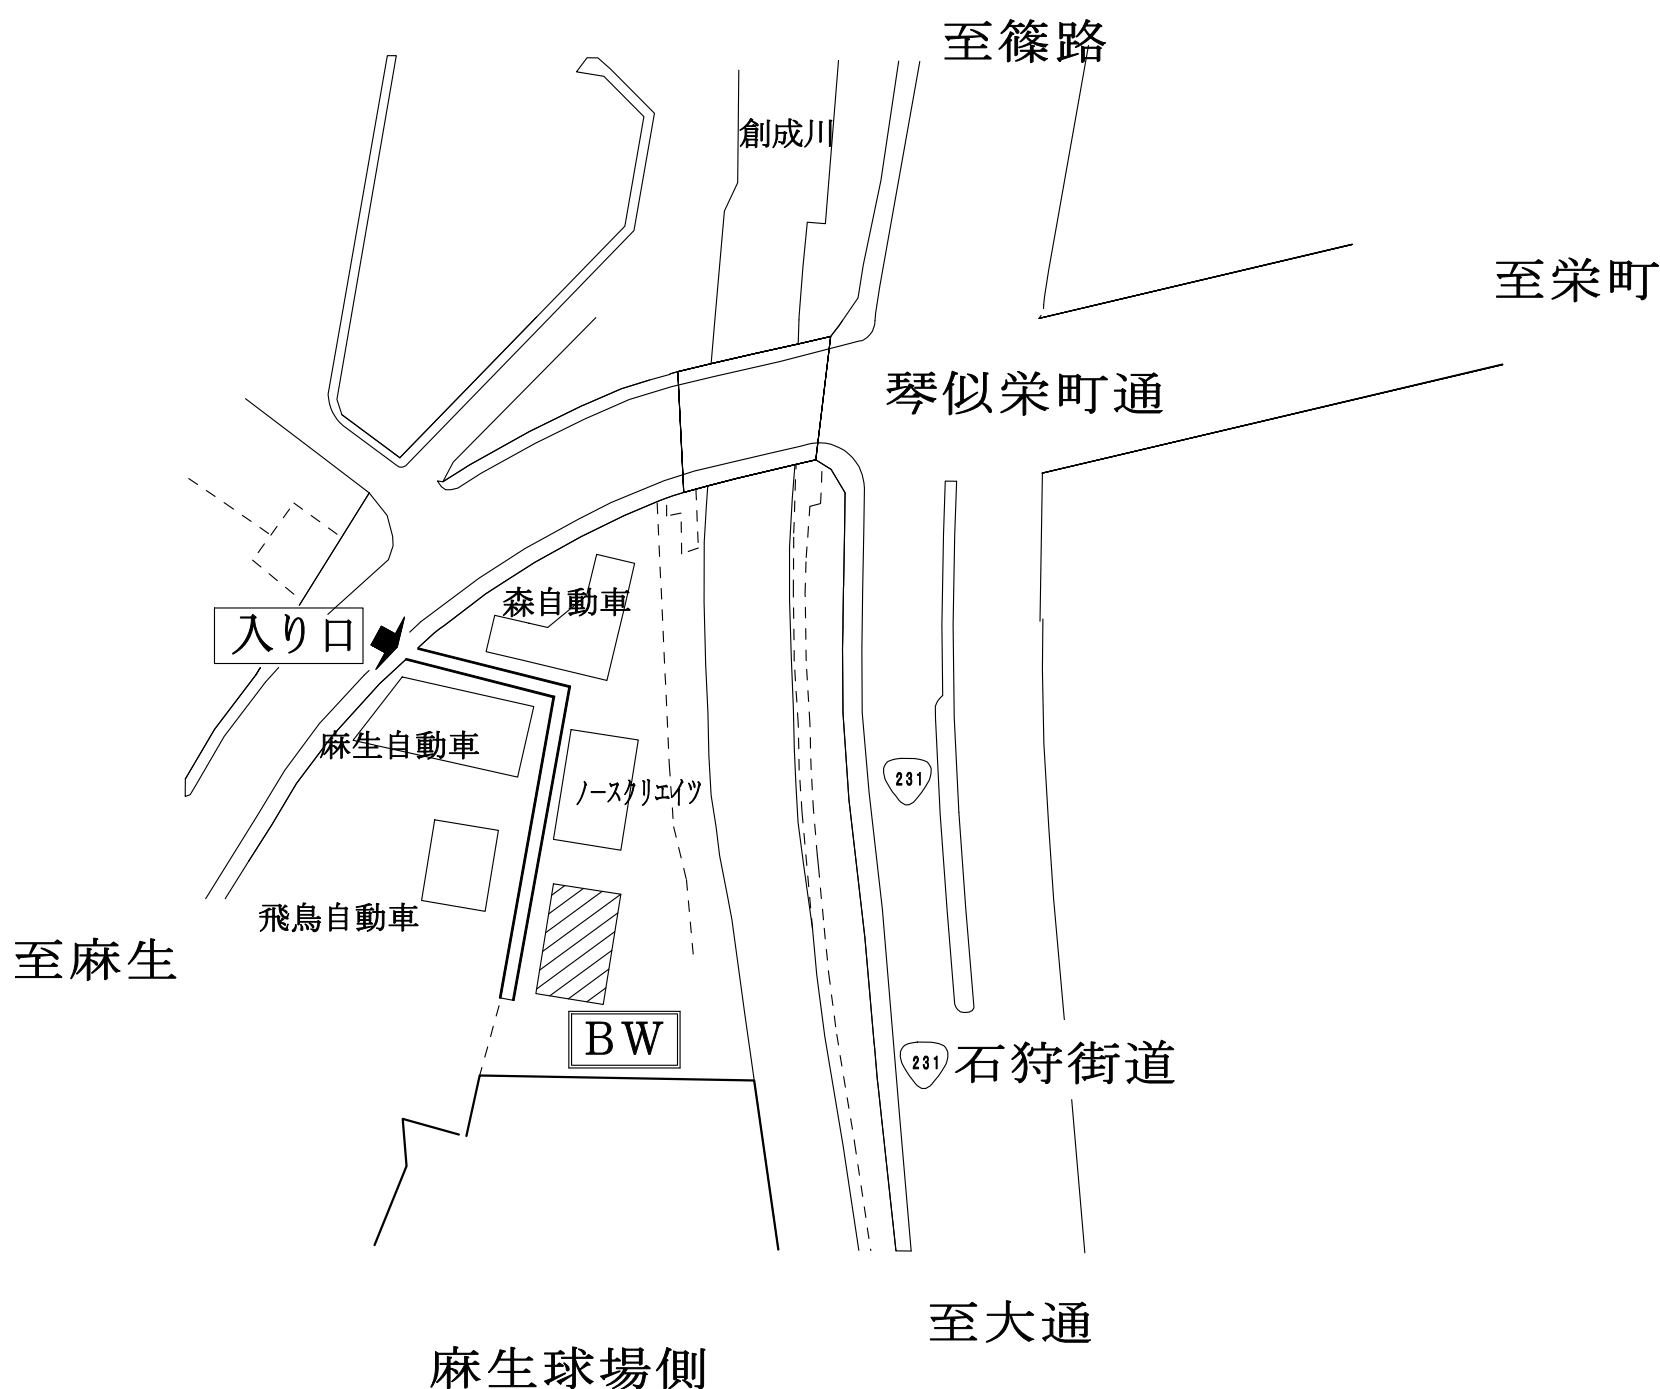 至篠路
創成川
至栄町
琴似栄町通
森自動車
入り口
麻生自動車
231
ノースクリエイツ
飛鳥自動車
至麻生
BW
231
石狩街道
至大通
麻生球場側